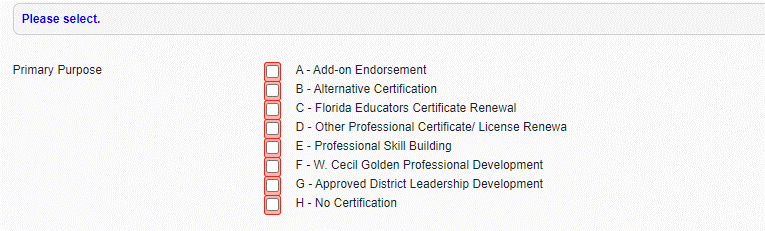 Please select.
Primary Purpose
A - Add-on Endorsement
B - Alternative Certification
C - Florida Educators Certificate Renewal
D - Other Professional Certificate/ License Renewa
E - Professional Skill Building
F - W. Cecil Golden Professional Development
G - Approved District Leadership Development
H - No Certification